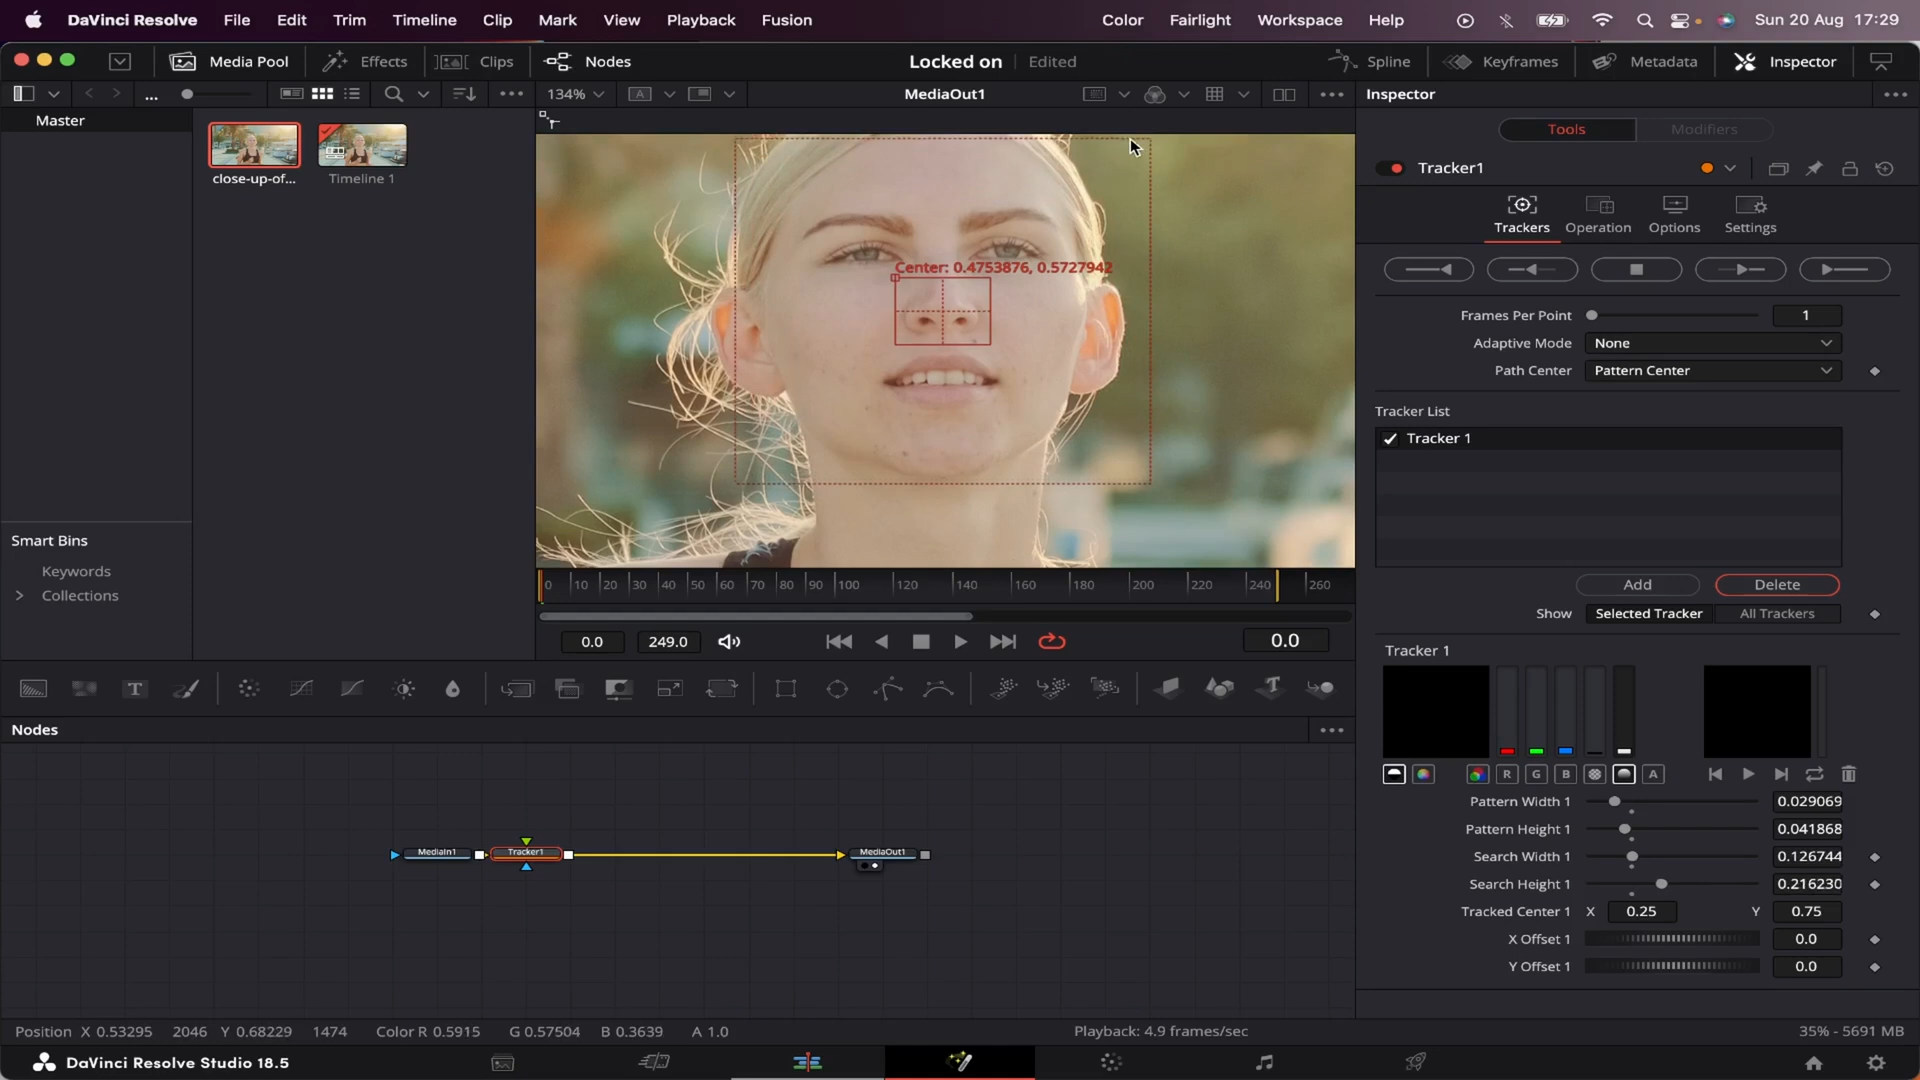 DaVinci Resolve File Edit Trim Timeline Clip Mark View Playback Fusion Color Fairlight Workspace Help Sun 20 Aug 17:29
Media Pool Effects Clips Nodes Locked on Edited Spline Keyframes Metadata Inspector
... 134% A MediaOut1 Inspector
Master
close-up-of...
Timeline 1
Smart Bins
Keywords
Collections
Center: 0.4753876, 0.5727942
0 10 20 30 40 50 60 70 80 90 100 120 140 160 180 200 220 240 260
0.0 249.0 0.0
Tools Modifiers
Tracker1
Trackers Operation Options Settings
Frames Per Point 1
Adaptive Mode None
Path Center Pattern Center
Tracker List
Tracker 1
Add Delete
Show Selected Tracker All Trackers
Tracker 1
R G B A
Pattern Width 1 0.029069
Pattern Height 1 0.041868
Search Width 1 0.126744
Search Height 1 0.216230
Tracked Center 1 X 0.25 Y 0.75
X Offset 1 0.0
Y Offset 1 0.0
T T
Nodes
MediaIn1 Tracker1 MediaOut1
Position X 0.53295 2046 Y 0.68229 1474 Color R 0.5915 G 0.57504 B 0.3639 A 1.0 Playback: 4.9 frames/sec 35% - 5691 MB
DaVinci Resolve Studio 18.5